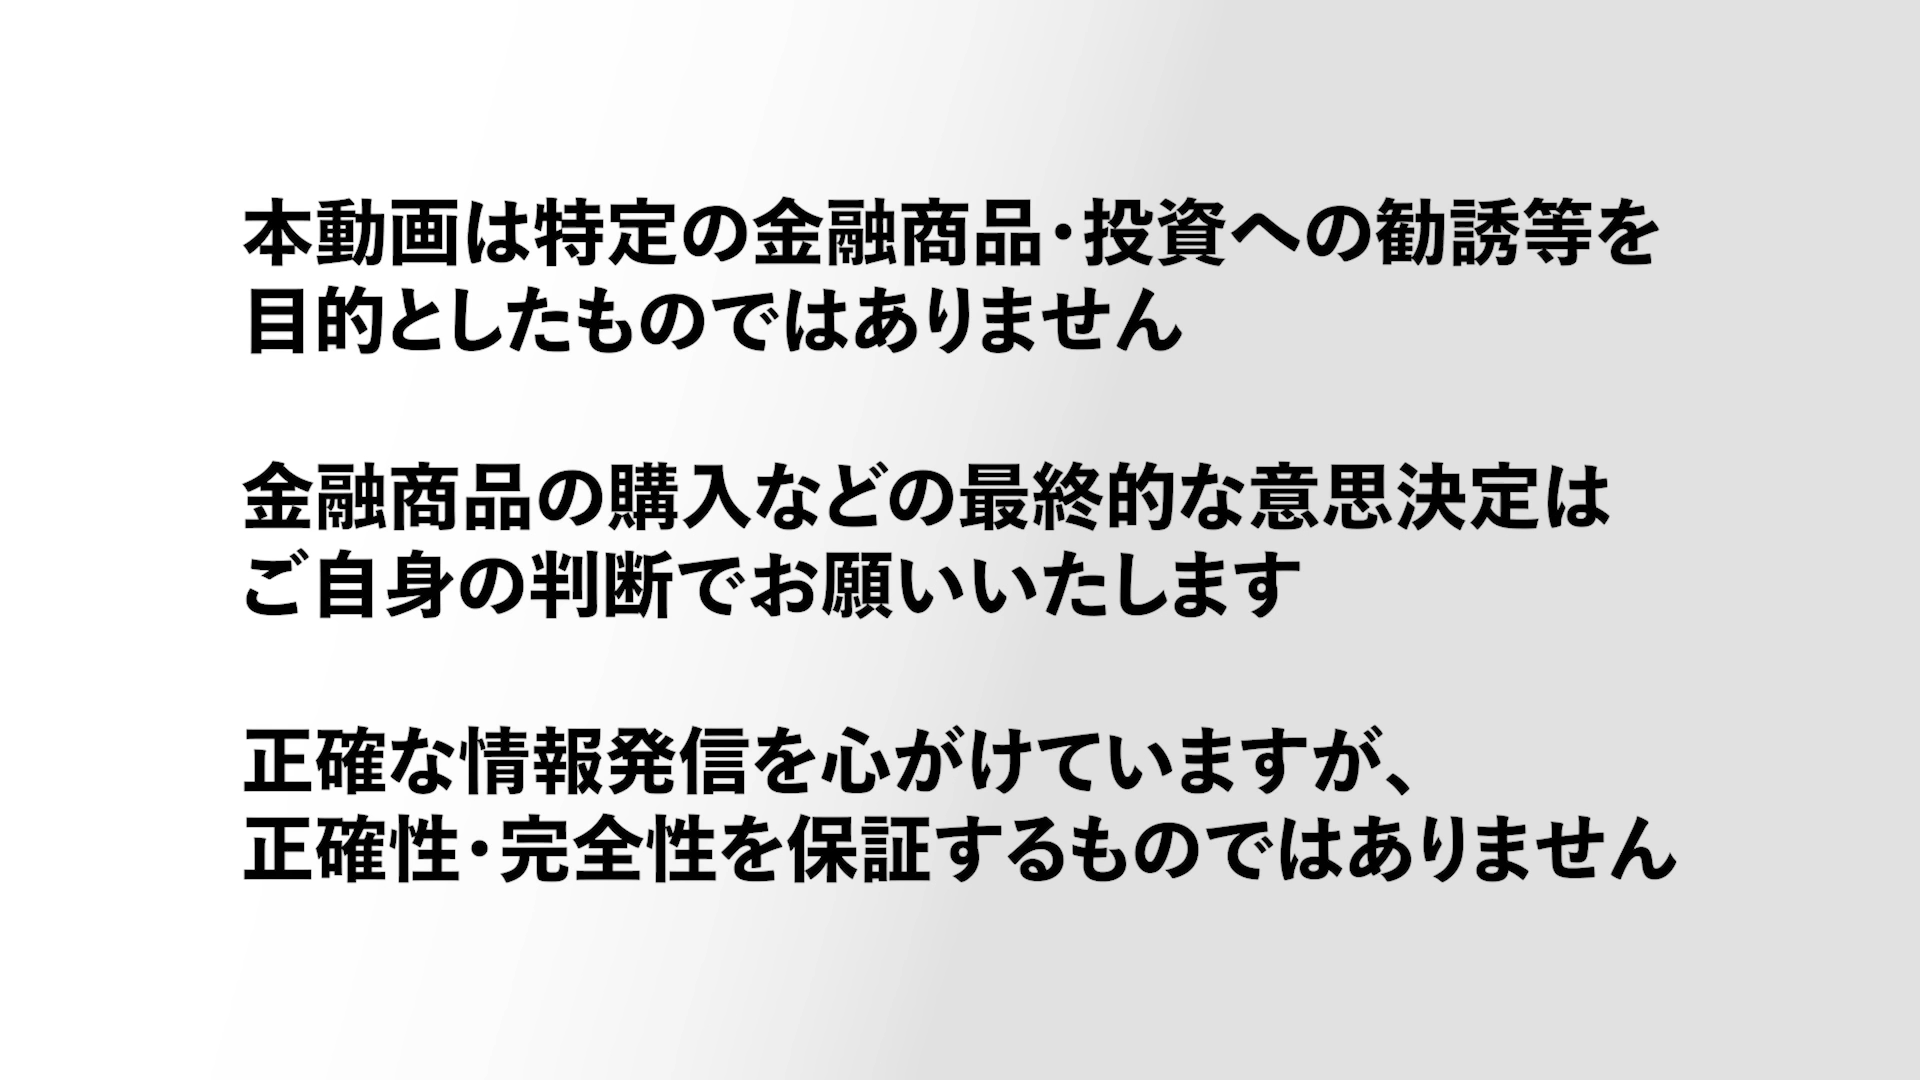 本動画は特定の金融商品・投資への勧誘等を
目的としたものではありません
金融商品の購入などの最終的な意思決定は
ご自身の判断でお願いいたします
正確な情報発信を心がけていますが、
正確性・完全性を保証するものではありません